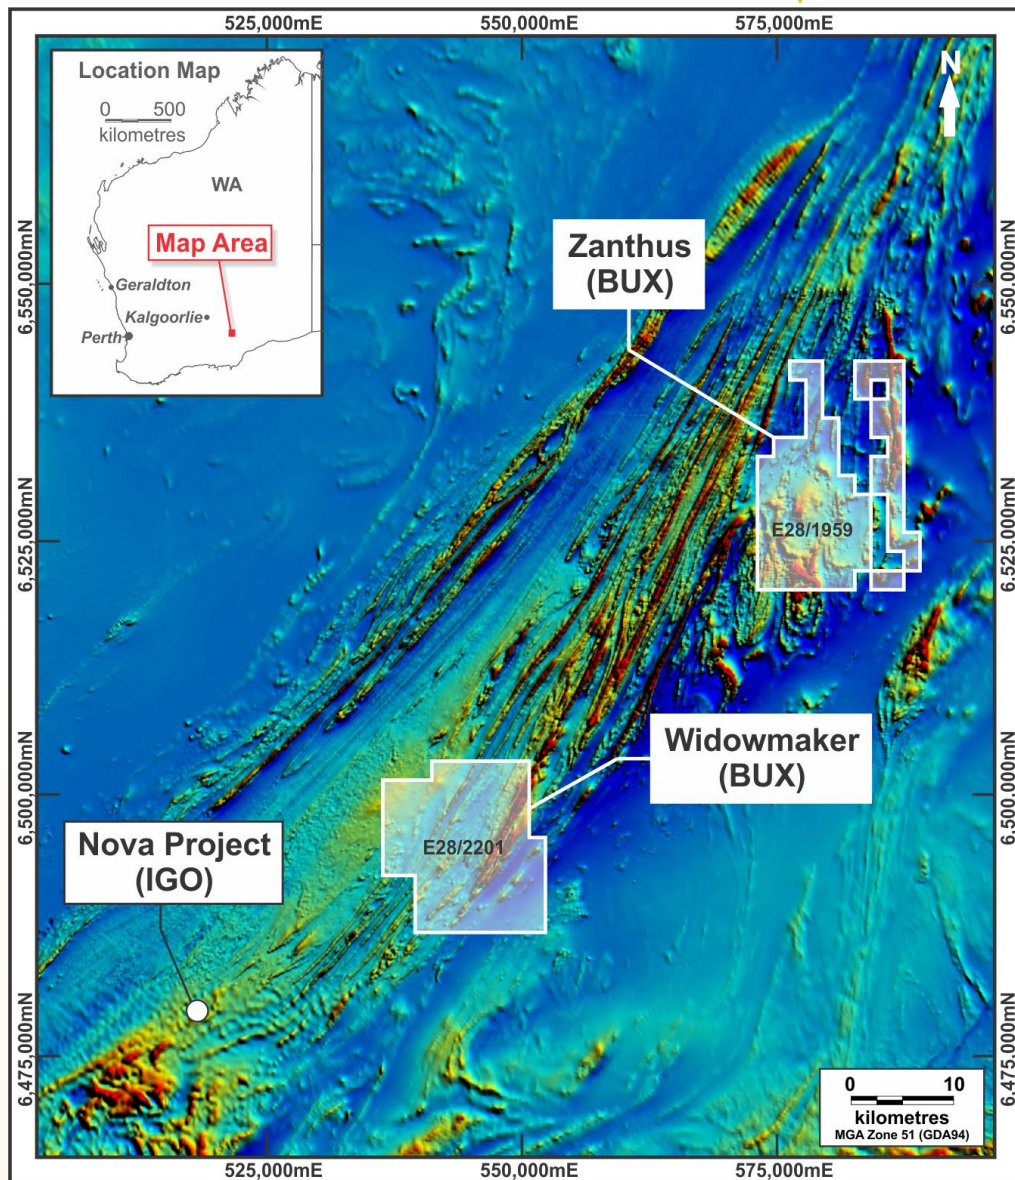 525,000mE 550,000mE 575,000mE
Location Map
0 500
kilometres
WA
Map Area
Geraldton
Kalgoorlie
Perth
N
Zanthus
(BUX)
6,550,000mN 6,550,000mN
E28/1959
6,525,000mN 6,525,000mN
Widowmaker
(BUX)
6,500,000mN 6,500,000mN
E28/2201
Nova Project
(IGO)
6,475,000mN 6,475,000mN
0 10
kilometres
MGA Zone 51 (GDA94)
525,000mE 550,000mE 575,000mE